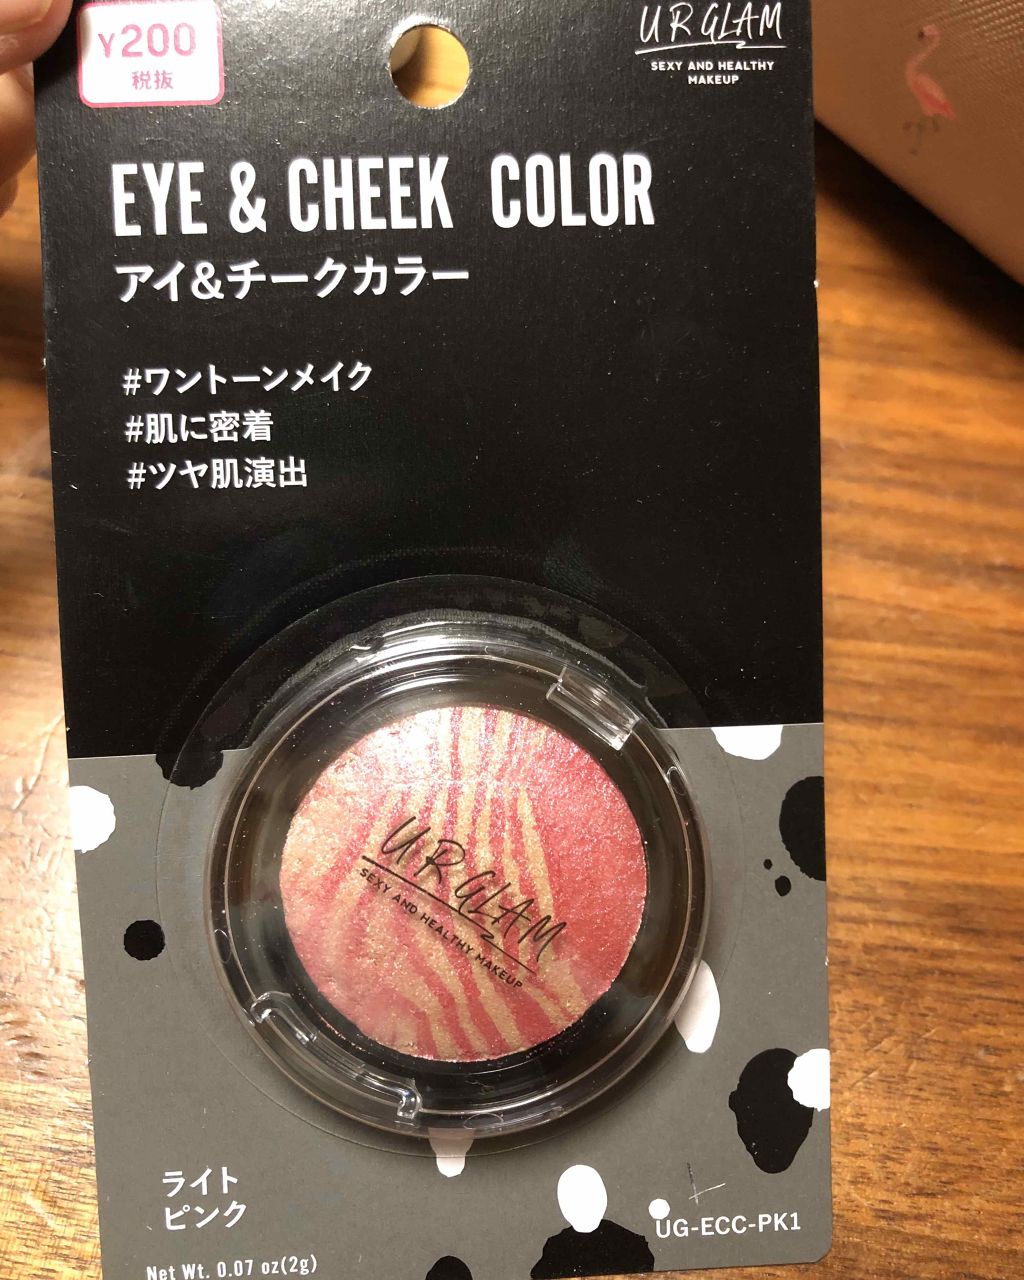 ¥200
税抜
UR GLAM
SEXY AND HEALTHY
MAKEUP
EYE & CHEEK COLOR
アイ&チークカラー
#ワントーンメイク
#肌に密着
#ツヤ肌演出
UR GLAM
SEXY AND HEALTHY MAKEUP
ライト
ピンク
UG-ECC-PK1
Net Wt. 0.07 oz(2g)